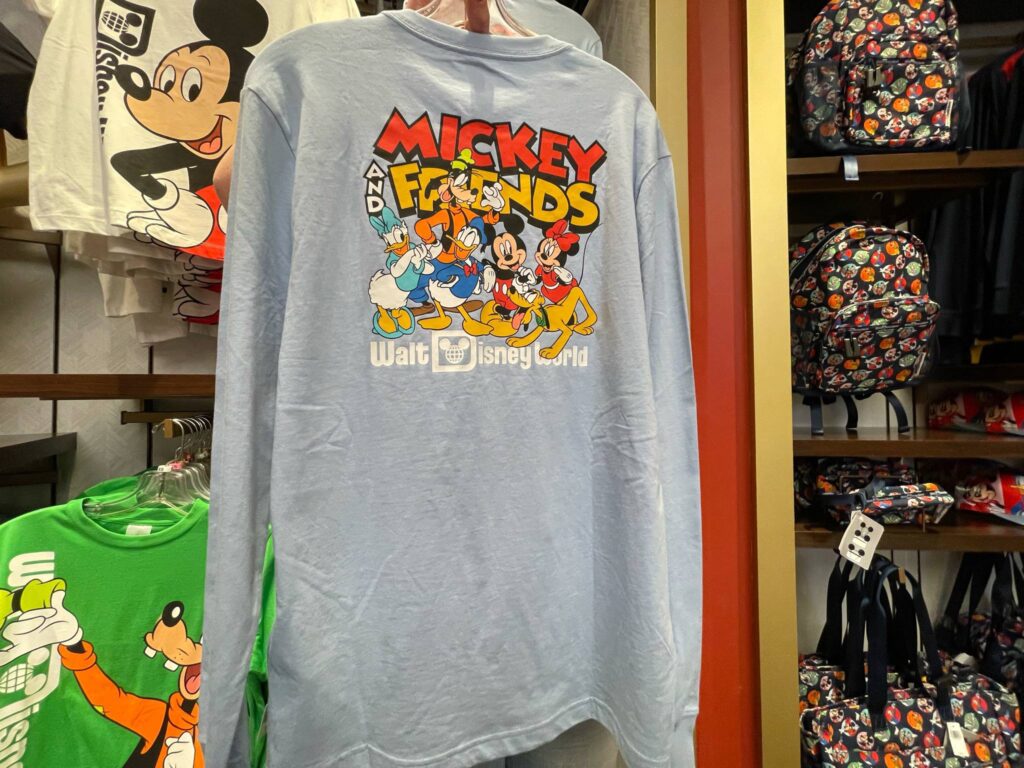 MICKEY
AND
FRIENDS
Walt Disney World